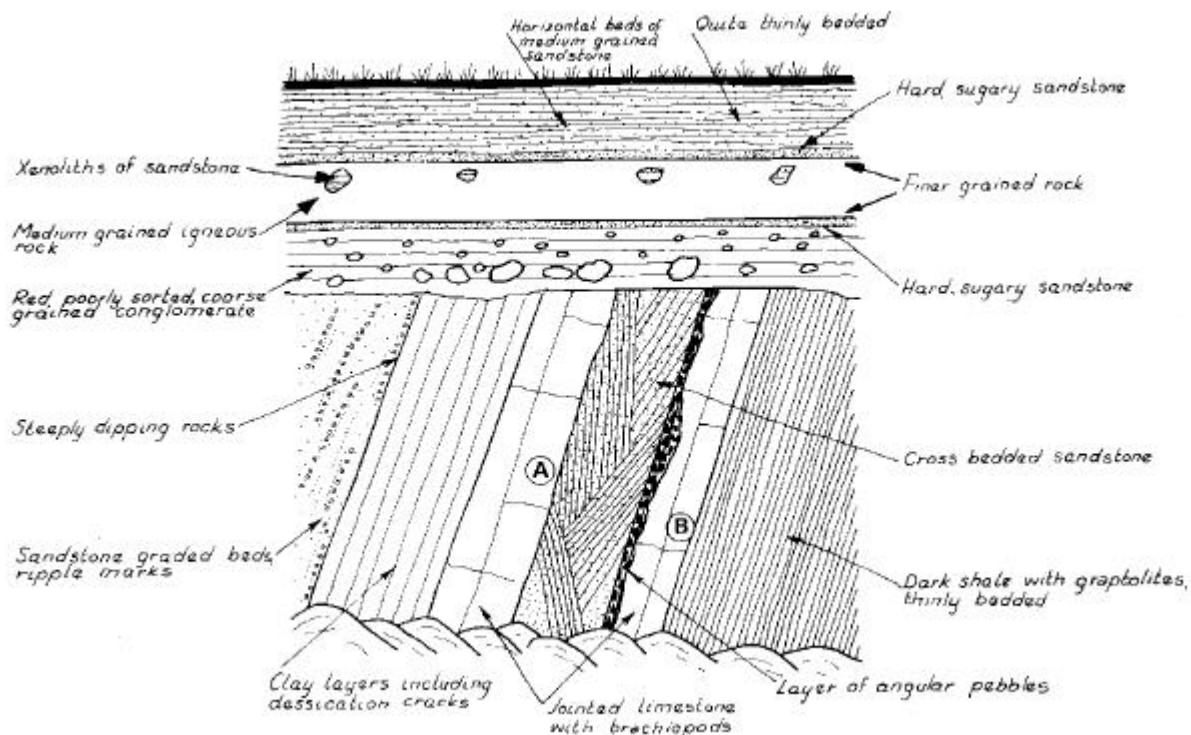 Horizontal beds of
medium grained
sandstone
Quite thinly bedded
Hard, sugary sandstone
Xenoliths of sandstone
Finer grained rock
Medium grained igneous
rock
Red, poorly sorted, coarse
grained conglomerate
Hard, sugary sandstone
Steeply dipping rocks
A
Cross bedded sandstone
B
Sandstone graded beds,
ripple marks
Dark shale with graptolites,
thinly bedded
Clay layers including
dessication cracks
Jointed limestone
with brachiopods
Layer of angular pebbles